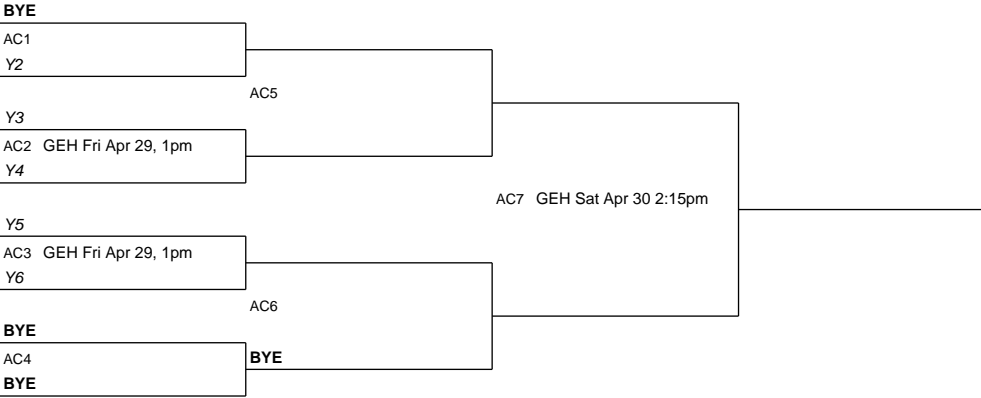 BYE
AC1
Y2
AC5
Y3
AC2 GEH Fri Apr 29, 1pm
Y4
AC7 GEH Sat Apr 30 2:15pm
Y5
AC3 GEH Fri Apr 29, 1pm
Y6
AC6
BYE
AC4
BYE
BYE